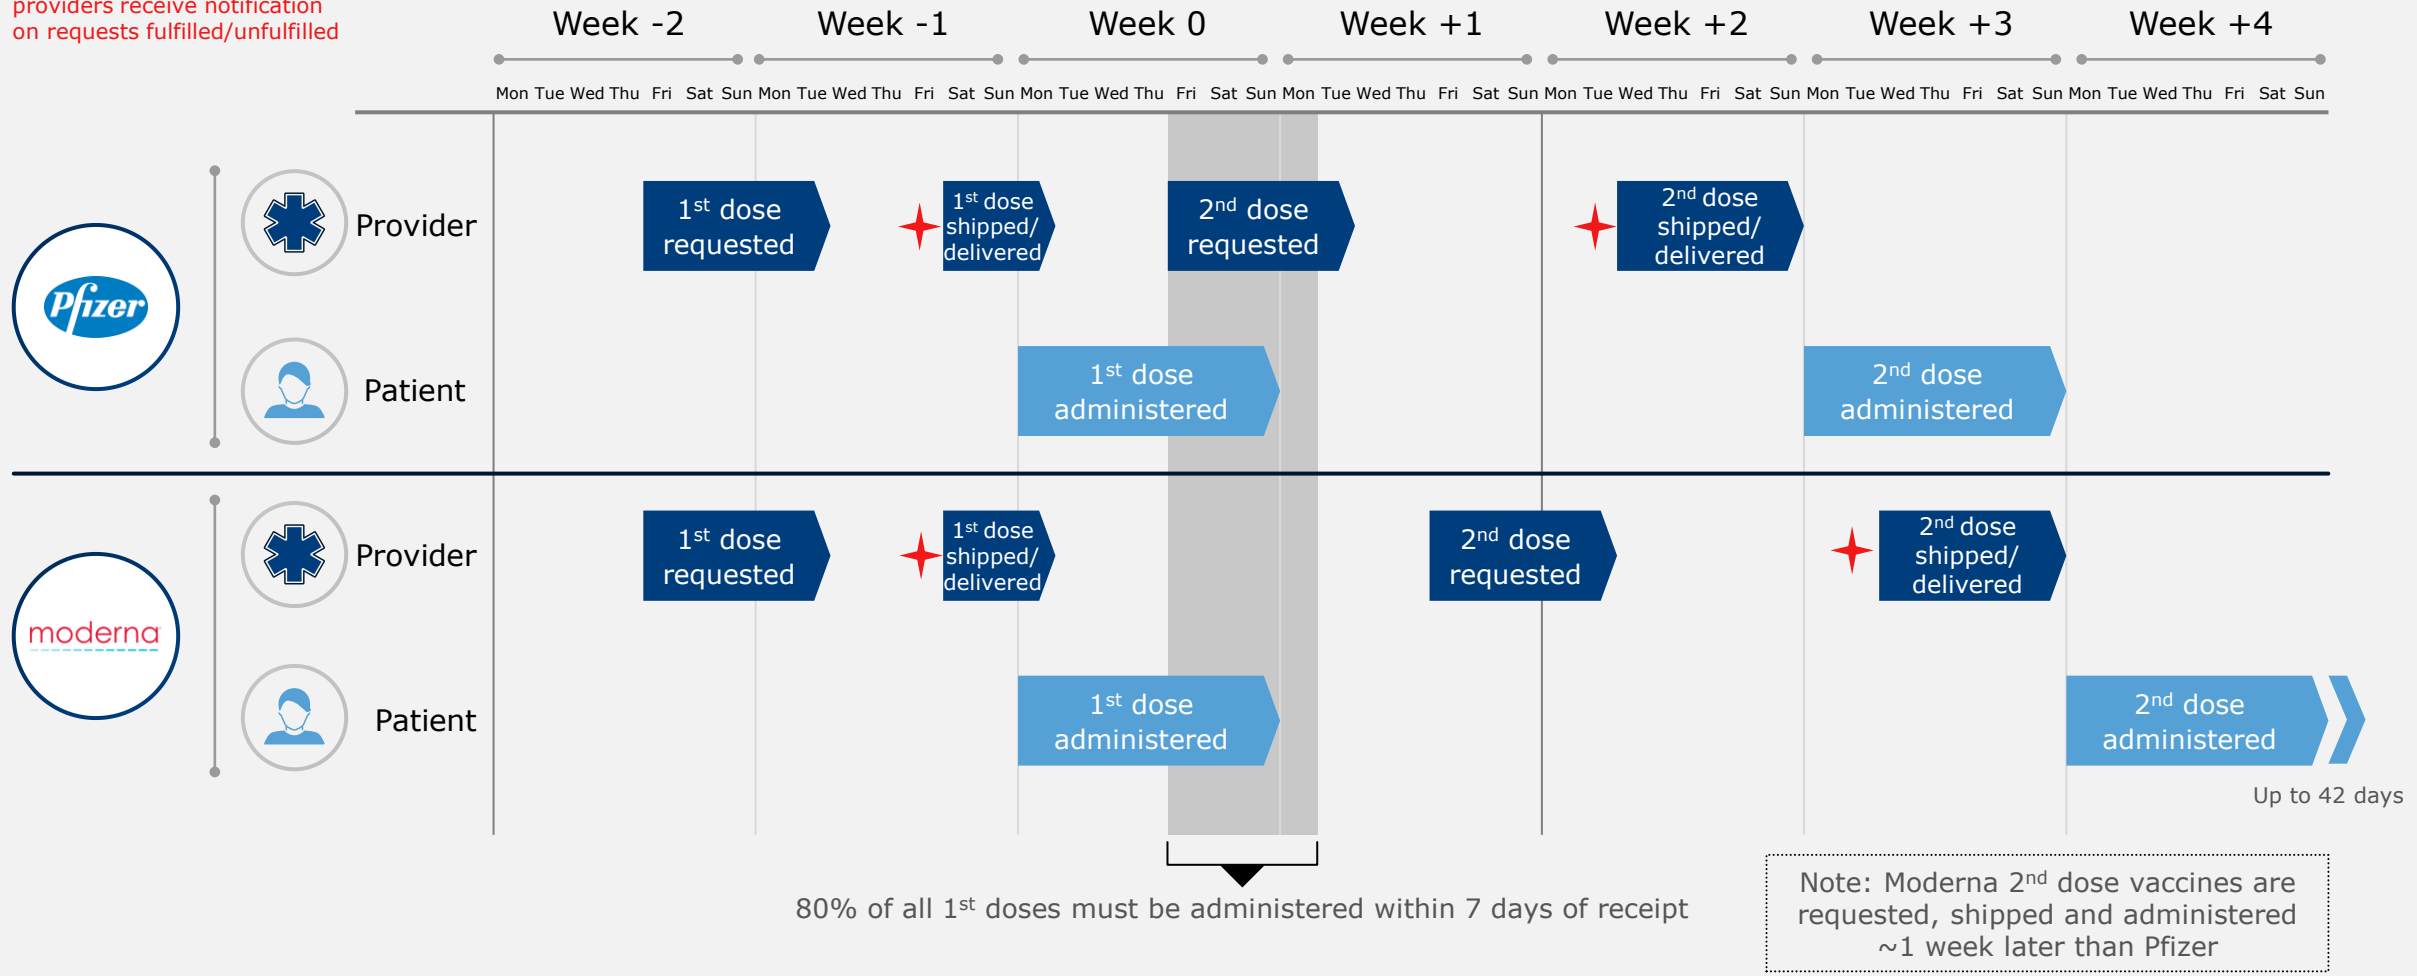 providers receive notification
on requests fulfilled/unfulfilled
Week -2 Week -1 Week 0 Week +1 Week +2 Week +3 Week +4
Mon Tue Wed Thu Fri Sat Sun Mon Tue Wed Thu Fri Sat Sun Mon Tue Wed Thu Fri Sat Sun Mon Tue Wed Thu Fri Sat Sun Mon Tue Wed Thu Fri Sat Sun Mon Tue Wed Thu Fri Sat Sun Mon Tue Wed Thu Fri Sat Sun
Pfizer
Provider
1st dose
requested
1st dose
shipped/
delivered
2nd dose
requested
2nd dose
shipped/
delivered
Patient
1st dose
administered
2nd dose
administered
moderna
Provider
1st dose
requested
1st dose
shipped/
delivered
2nd dose
requested
2nd dose
shipped/
delivered
Patient
1st dose
administered
2nd dose
administered
Up to 42 days
80% of all 1st doses must be administered within 7 days of receipt
Note: Moderna 2nd dose vaccines are
requested, shipped and administered
~1 week later than Pfizer